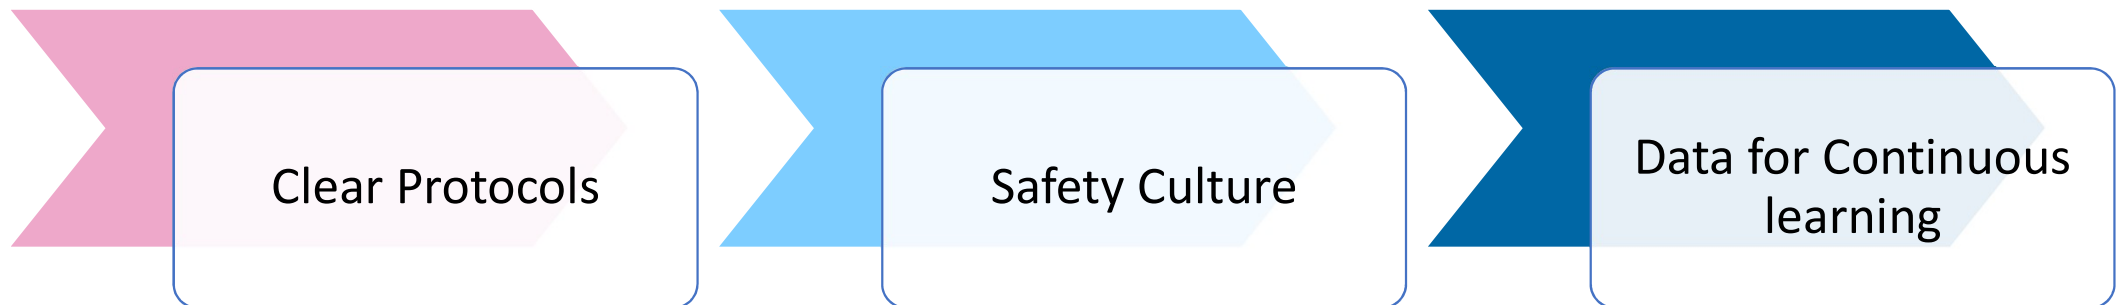 Clear Protocols
Safety Culture
Data for Continuous
learning